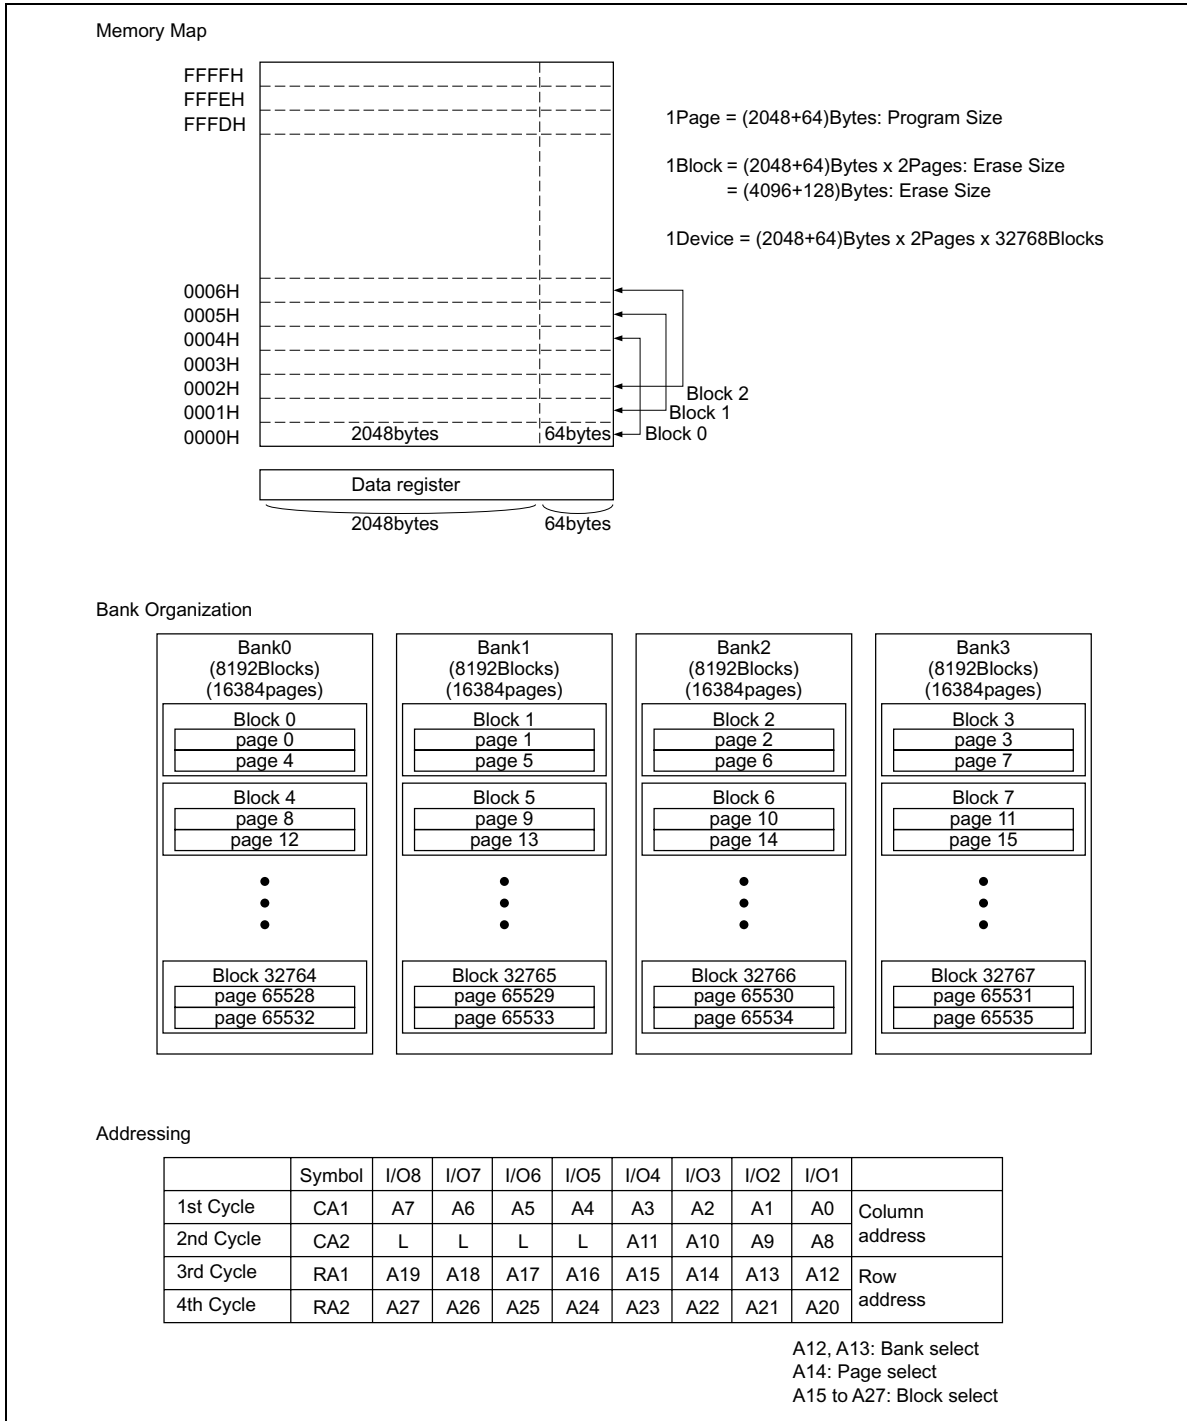 Memory Map
FFFFH
FFFEH
FFFDH
1Page = (2048+64)Bytes: Program Size
1Block = (2048+64)Bytes x 2Pages: Erase Size
= (4096+128)Bytes: Erase Size
1Device = (2048+64)Bytes x 2Pages x 32768Blocks
0006H
0005H
0004H
0003H
0002H
0001H
0000H
2048bytes 64bytes
Block 2
Block 1
Block 0
Data register
2048bytes 64bytes
Bank Organization
Bank0 Bank1 Bank2 Bank3
(8192Blocks) (8192Blocks) (8192Blocks) (8192Blocks)
(16384pages) (16384pages) (16384pages) (16384pages)
Block 0 Block 1 Block 2 Block 3
page 0 page 1 page 2 page 3
page 4 page 5 page 6 page 7
Block 4 Block 5 Block 6 Block 7
page 8 page 9 page 10 page 11
page 12 page 13 page 14 page 15
Block 32764 Block 32765 Block 32766 Block 32767
page 65528 page 65529 page 65530 page 65531
page 65532 page 65533 page 65534 page 65535
Addressing
Symbol I/O8 I/O7 I/O6 I/O5 I/O4 I/O3 I/O2 I/O1
1st Cycle CA1 A7 A6 A5 A4 A3 A2 A1 A0 Column
2nd Cycle CA2 L L L L A11 A10 A9 A8 address
3rd Cycle RA1 A19 A18 A17 A16 A15 A14 A13 A12 Row
4th Cycle RA2 A27 A26 A25 A24 A23 A22 A21 A20 address
A12, A13: Bank select
A14: Page select
A15 to A27: Block select